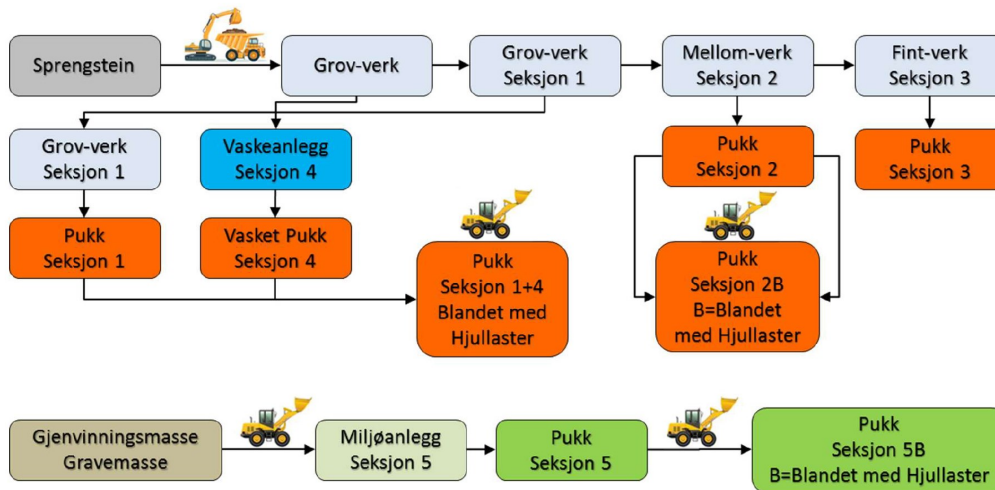 Sprengstein
Grov-verk
Grov-verk
Seksjon 1
Mellom-verk
Seksjon 2
Fint-verk
Seksjon 3
Grov-verk
Seksjon 1
Vaskeanlegg
Seksjon 4
Pukk
Seksjon 2
Pukk
Seksjon 3
Pukk
Seksjon 1
Vasket Pukk
Seksjon 4
Pukk
Seksjon 1+4
Blandet med
Hjullaster
Pukk
Seksjon 2B
B=Blandet
med Hjullaster
Gjenvinningsmasse
Gravemasse
Miljøanlegg
Seksjon 5
Pukk
Seksjon 5
Pukk
Seksjon 5B
B=Blandet med Hjullaster